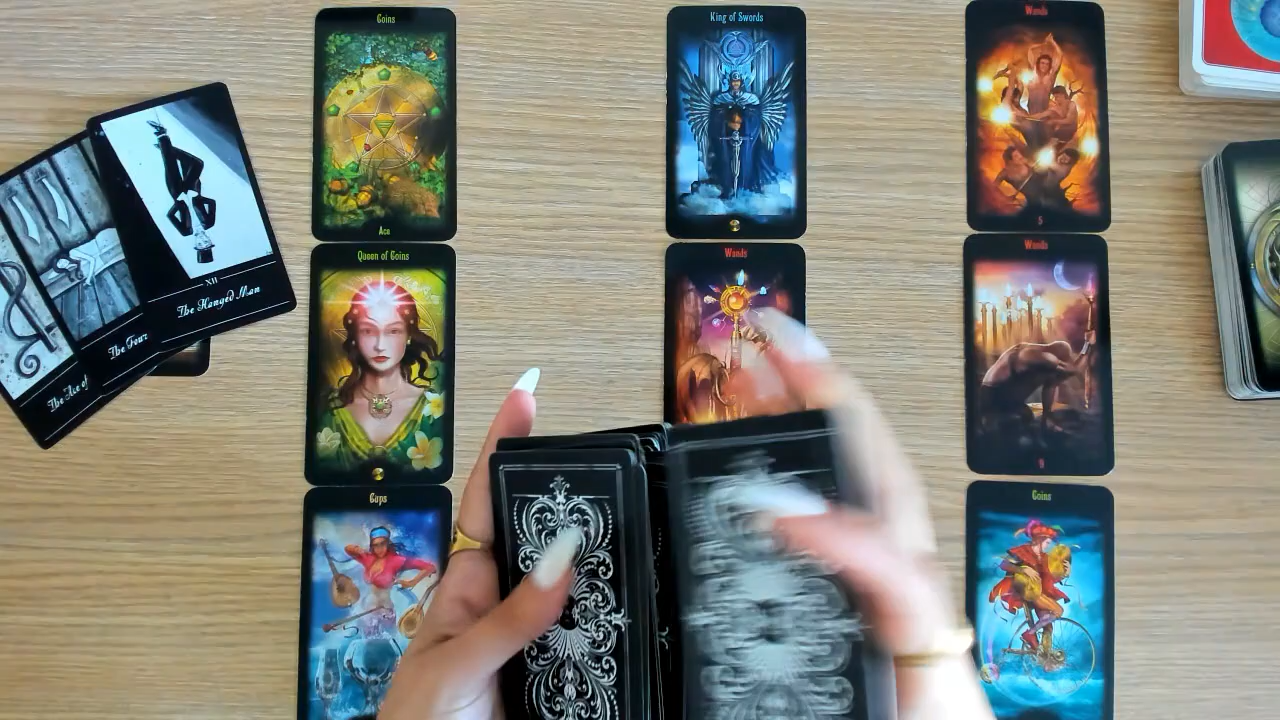 Coins
Ace
King of Swords
Wands
5
Queen of Coins
Wands
Wands
9
XII
The Hanged Man
The Four
The Ace of
Cups
Coins